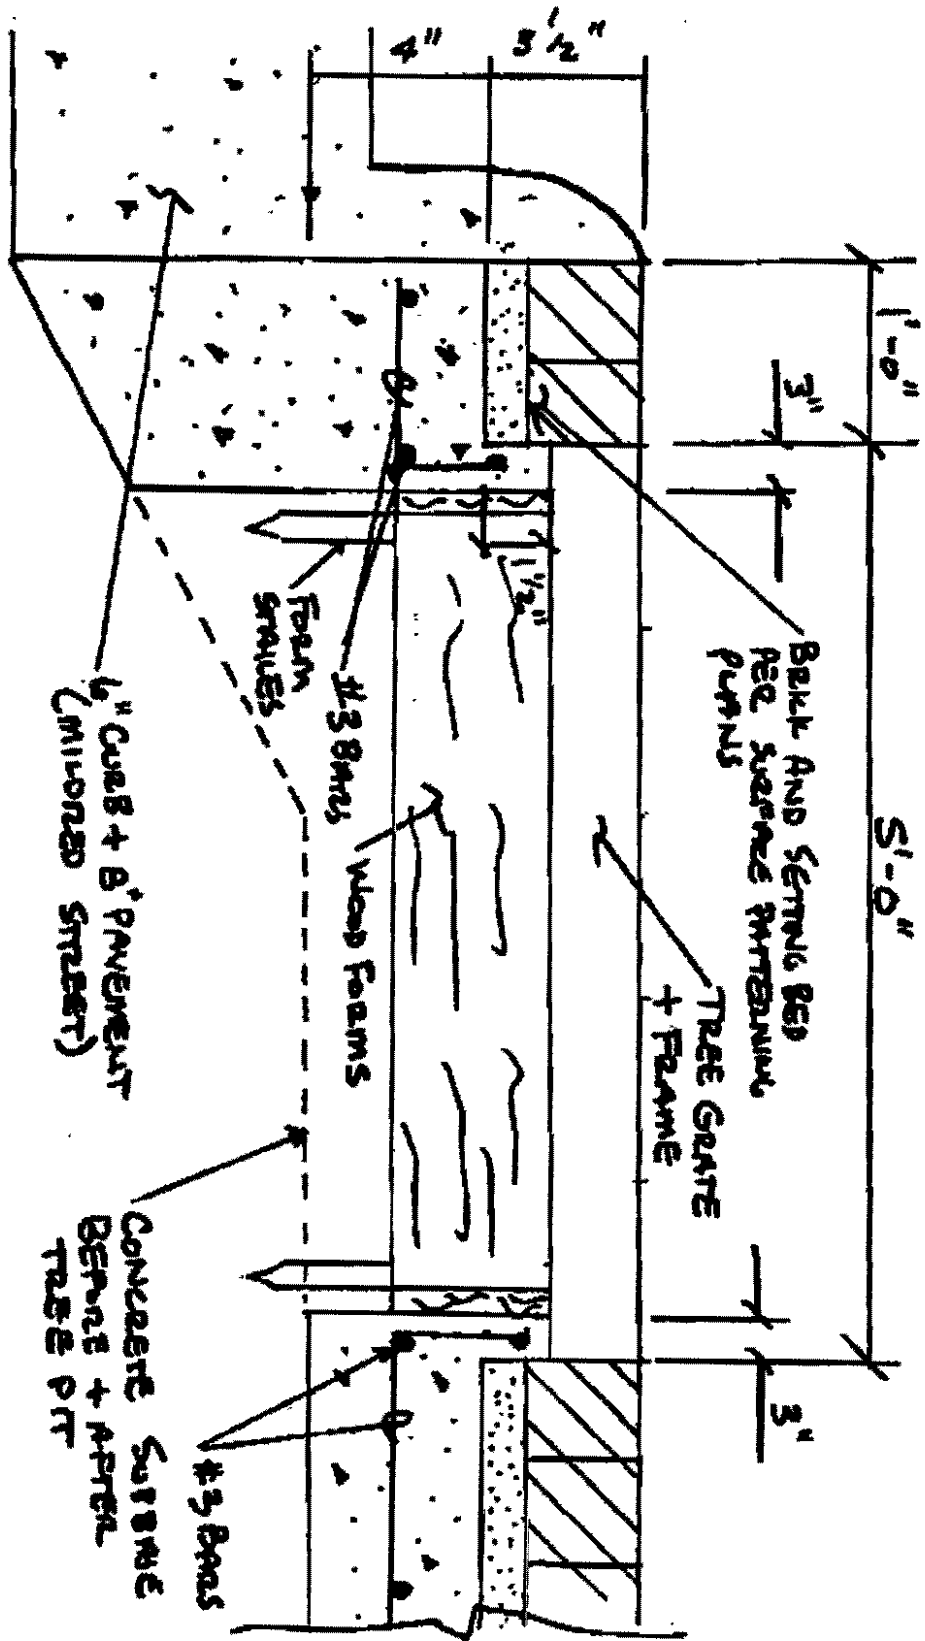 1'-0"
5'-0"
3"
3"
BRICK AND SETTING BED
PER SURFACE PATTERNING
PLANS
TREE GRATE
+ FRAME
4"
3 1/2"
1 1/2"
WOOD FORMS
#3 BARS
FORM
STAKES
6" CURB + 8" PAVEMENT
(MILDRED STREET)
CONCRETE SUBBASE
BEFORE + AFTER
TREE PIT
#3 BARS